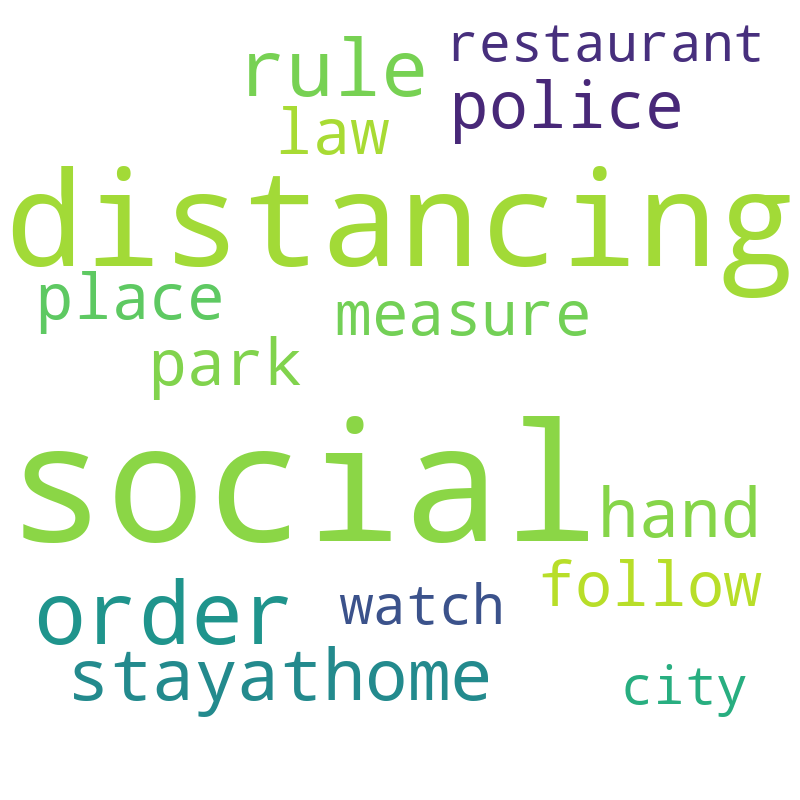 restaurant
rule
police
law
distancing
place
measure
park
social
hand
follow
order
watch
stayathome
city